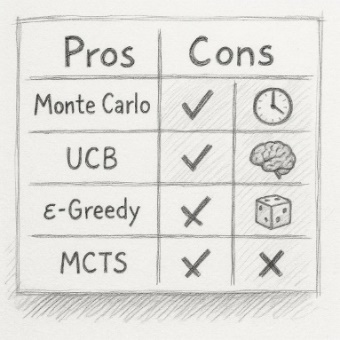 Pros Cons
Monte Carlo
UCB
ε-Greedy
MCTS